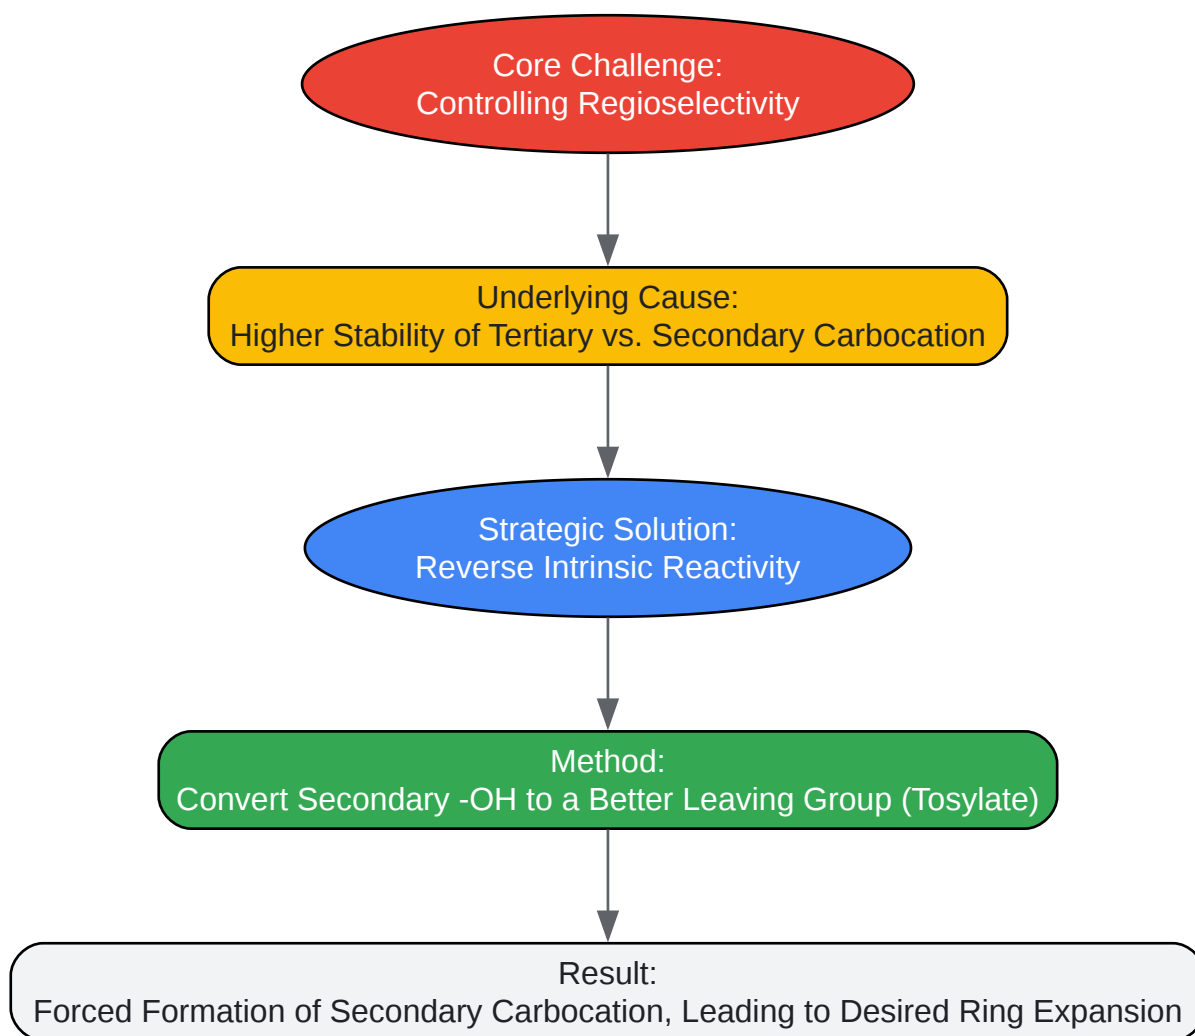 Core Challenge:
Controlling Regioselectivity
Underlying Cause:
Higher Stability of Tertiary vs. Secondary Carbocation
Strategic Solution:
Reverse Intrinsic Reactivity
Method:
Convert Secondary -OH to a Better Leaving Group (Tosylate)
Result:
Forced Formation of Secondary Carbocation, Leading to Desired Ring Expansion